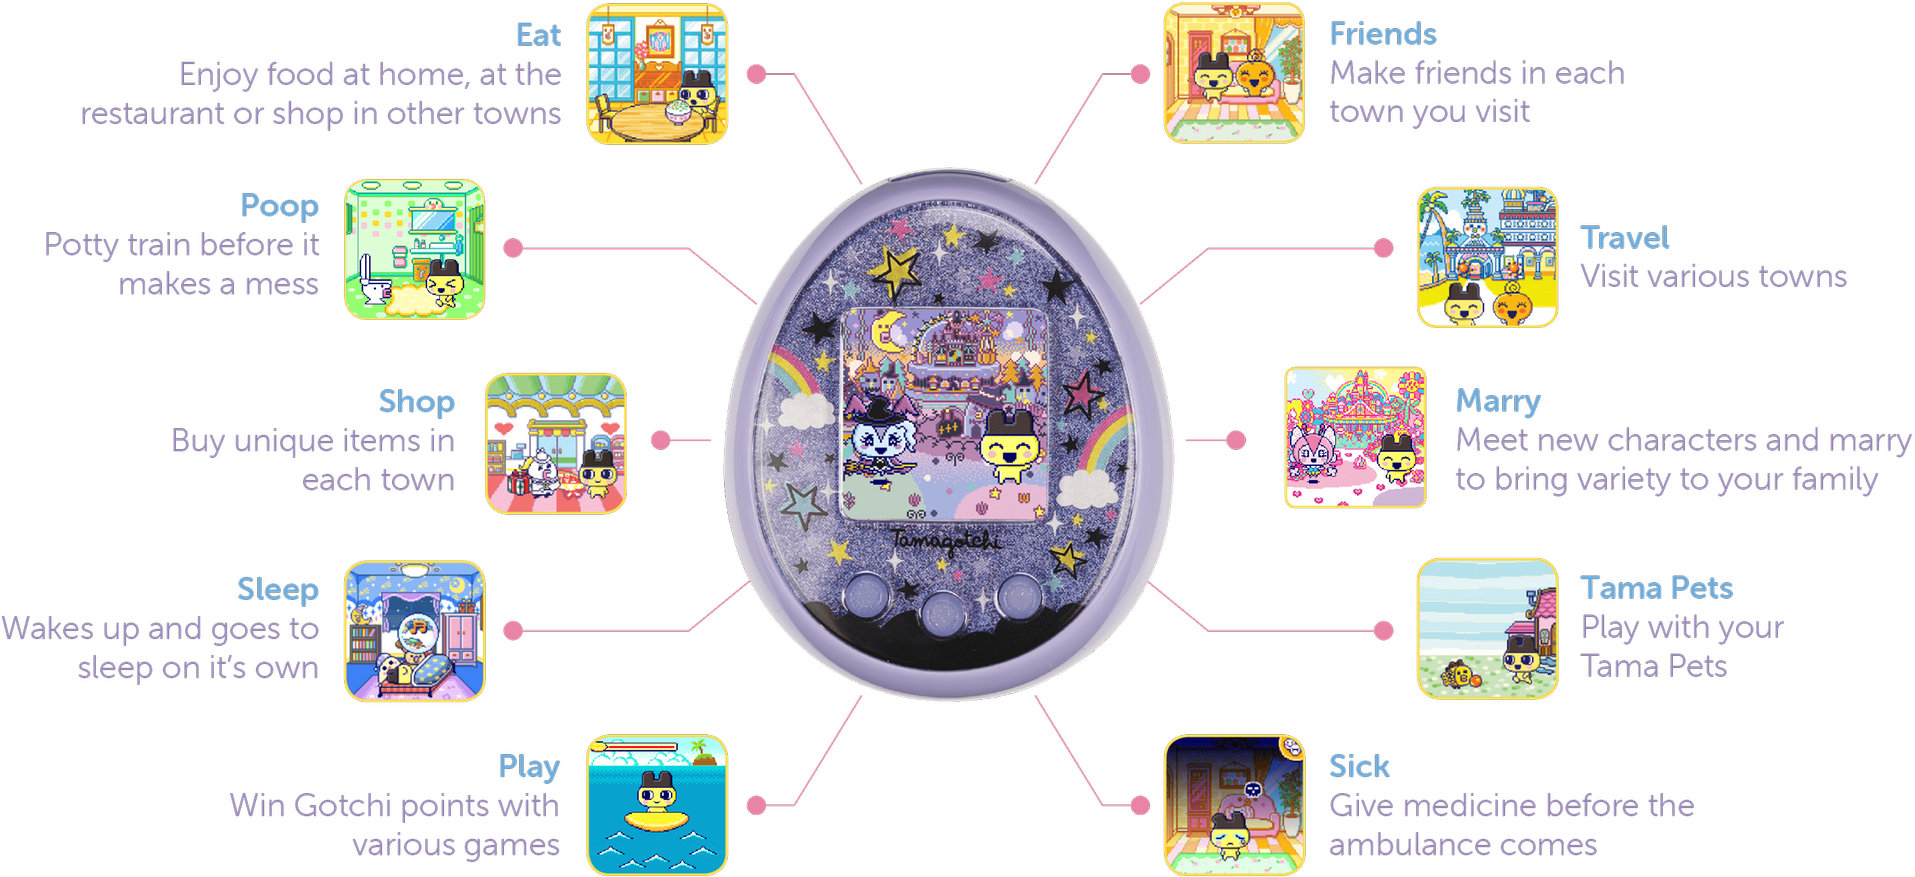 Eat
Enjoy food at home, at the
restaurant or shop in other towns
Poop
Potty train before it
makes a mess
Shop
Buy unique items in
each town
Sleep
Wakes up and goes to
sleep on it's own
Play
Win Gotchi points with
various games
Tamagotchi
Friends
Make friends in each
town you visit
Travel
Visit various towns
Marry
Meet new characters and marry
to bring variety to your family
Tama Pets
Play with your
Tama Pets
Sick
Give medicine before the
ambulance comes